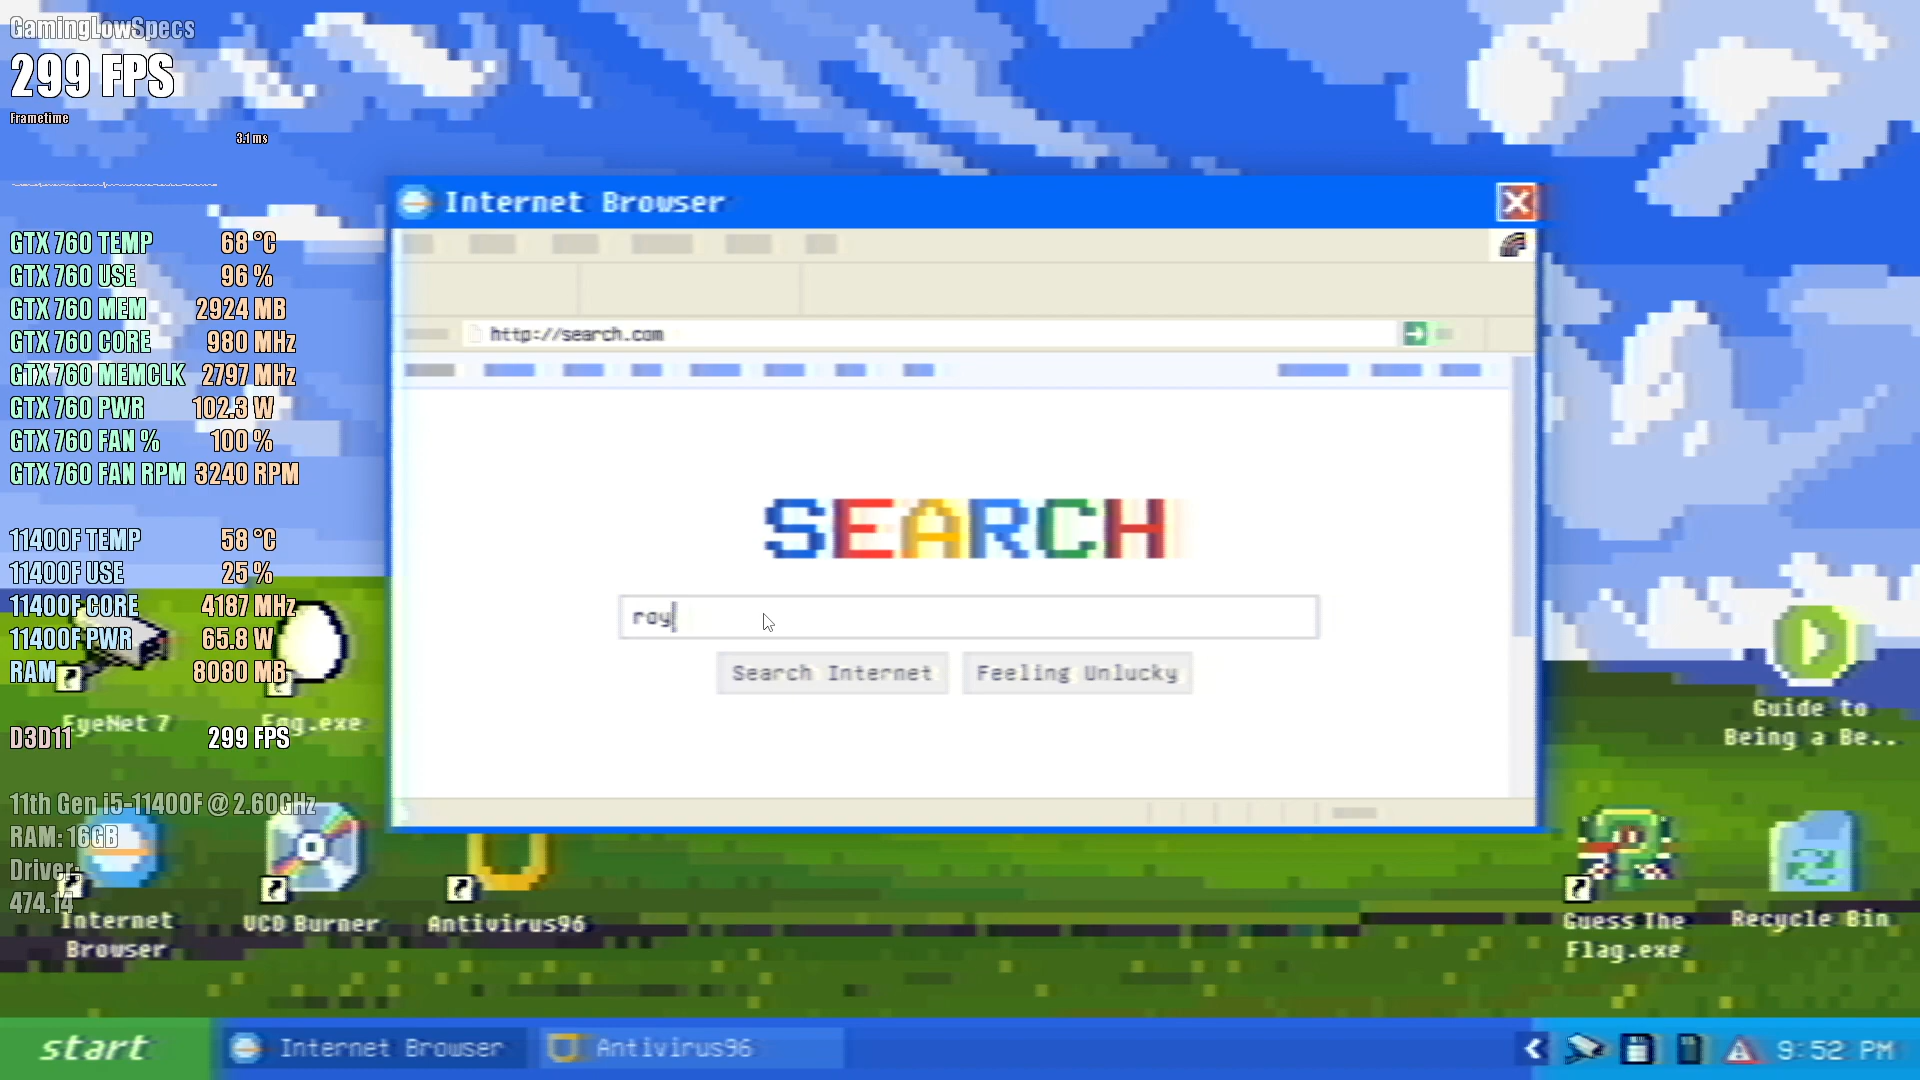 GamingLowSpecs
299 FPS
Frametime
3.1 ms
GTX 760 TEMP 68 °C
GTX 760 USE 96 %
GTX 760 MEM 2924 MB
GTX 760 CORE 980 MHz
GTX 760 MEMCLK 2797 MHz
GTX 760 PWR 102.3 W
GTX 760 FAN % 100 %
GTX 760 FAN RPM 3240 RPM
11400F TEMP 58 °C
11400F USE 25 %
11400F CORE 4187 MHz
11400F PWR 65.8 W
RAM 8080 MB
D3D11 299 FPS
11th Gen i5-11400F @ 2.60GHz
RAM: 16GB
Driver:
474.14
Internet Browser
http://search.com
SEARCH
roy
Search Internet
Feeling Unlucky
EyeNet 7
Egg.exe
Internet
Browser
VCD Burner
Antivirus96
Guide to
Being a Be..
Guess The
Flag.exe
Recycle Bin
start
Internet Browser
Antivirus96
9:52 PM